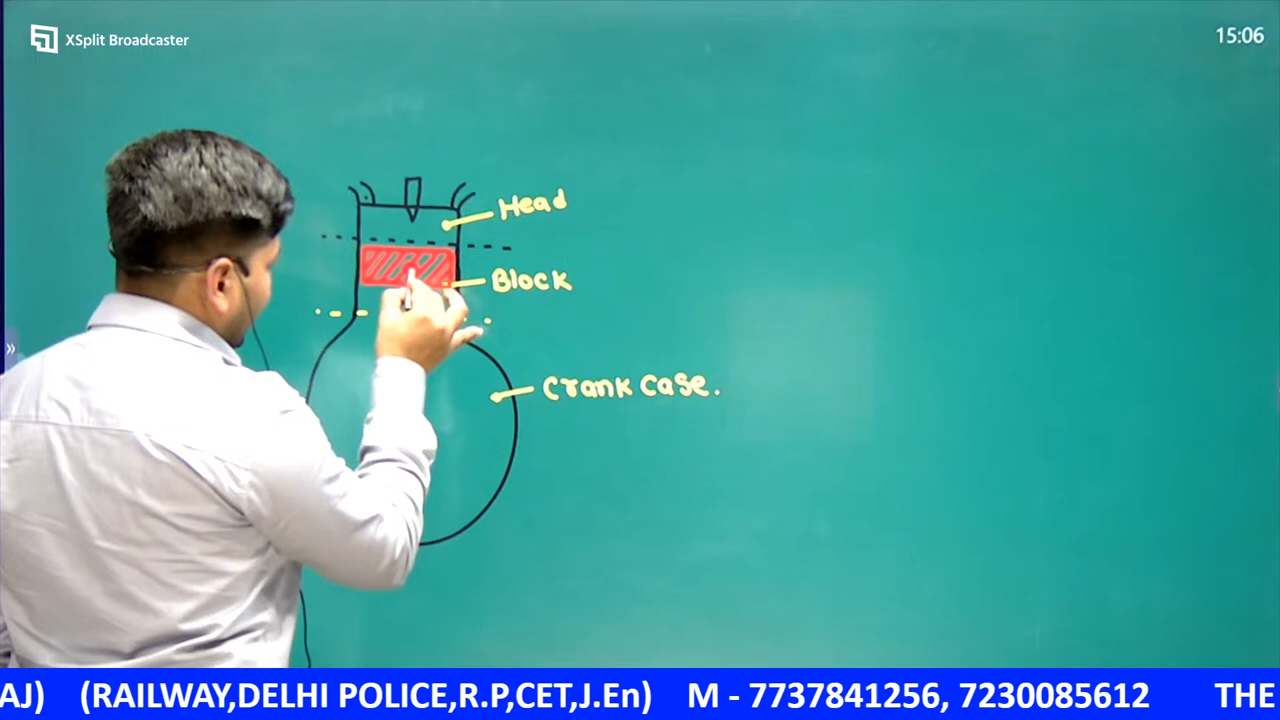 XSplit Broadcaster
15:06
Head
Block
Crank case.
»
AJ) (RAILWAY,DELHI POLICE,R.P,CET,J.En) M - 7737841256, 7230085612 THE